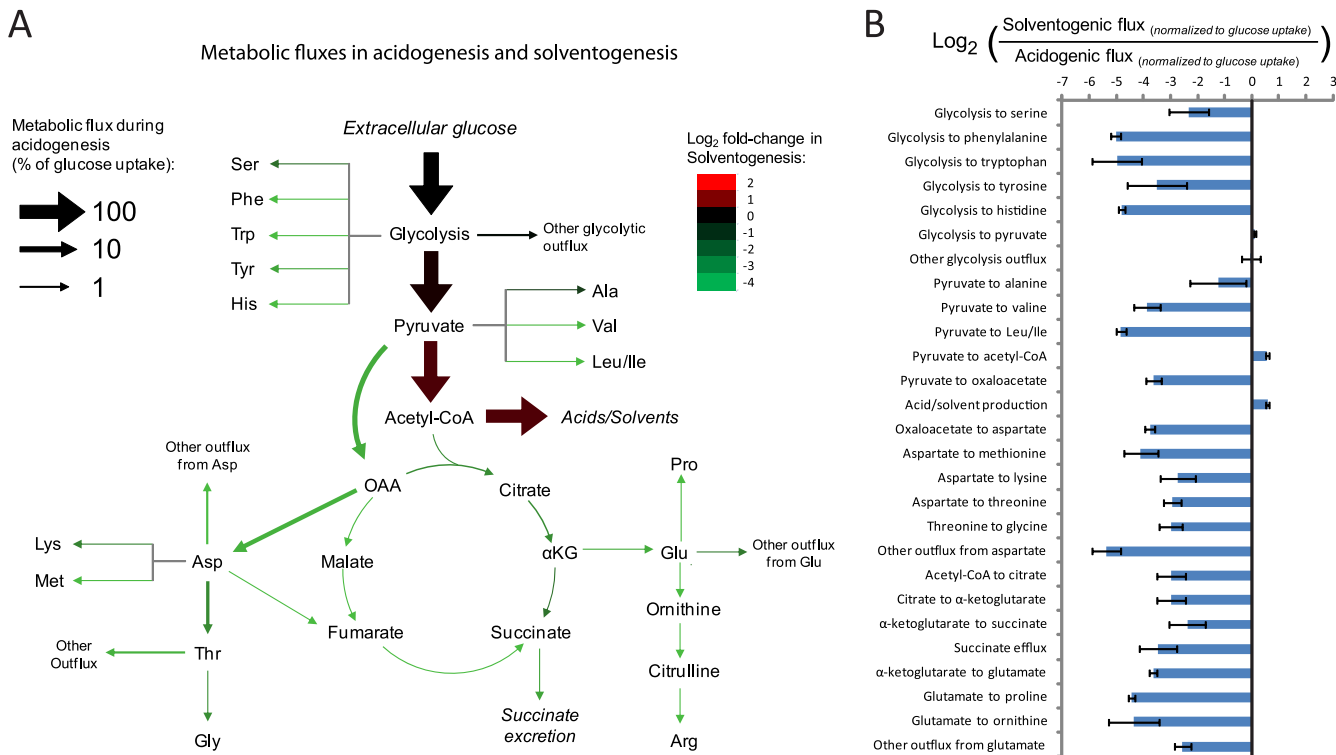 A
Metabolic fluxes in acidogenesis and solventogenesis
Metabolic flux during
acidogenesis
(% of glucose uptake):
100
10
1
Extracellular glucose
Ser
Phe
Trp
Tyr
His
Glycolysis
Other glycolytic
outflux
Log2 fold-change in
Solventogenesis:
2
1
0
-1
-2
-3
-4
Pyruvate
Ala
Val
Leu/Ile
Acetyl-CoA
Acids/Solvents
Other outflux
from Asp
OAA
Citrate
Pro
Lys
Met
Asp
Malate
αKG
Glu
Other outflux
from Glu
Ornithine
Fumarate
Succinate
Other
Outflux
Thr
Citrulline
Gly
Succinate
excretion
Arg
B
Log2 ( Solventogenic flux (normalized to glucose uptake)
Acidogenic flux (normalized to glucose uptake) )
-7 -6 -5 -4 -3 -2 -1 0 1 2 3
Glycolysis to serine
Glycolysis to phenylalanine
Glycolysis to tryptophan
Glycolysis to tyrosine
Glycolysis to histidine
Glycolysis to pyruvate
Other glycolysis outflux
Pyruvate to alanine
Pyruvate to valine
Pyruvate to Leu/Ile
Pyruvate to acetyl-CoA
Pyruvate to oxaloacetate
Acid/solvent production
Oxaloacetate to aspartate
Aspartate to methionine
Aspartate to lysine
Aspartate to threonine
Threonine to glycine
Other outflux from aspartate
Acetyl-CoA to citrate
Citrate to α-ketoglutarate
α-ketoglutarate to succinate
Succinate efflux
α-ketoglutarate to glutamate
Glutamate to proline
Glutamate to ornithine
Other outflux from glutamate